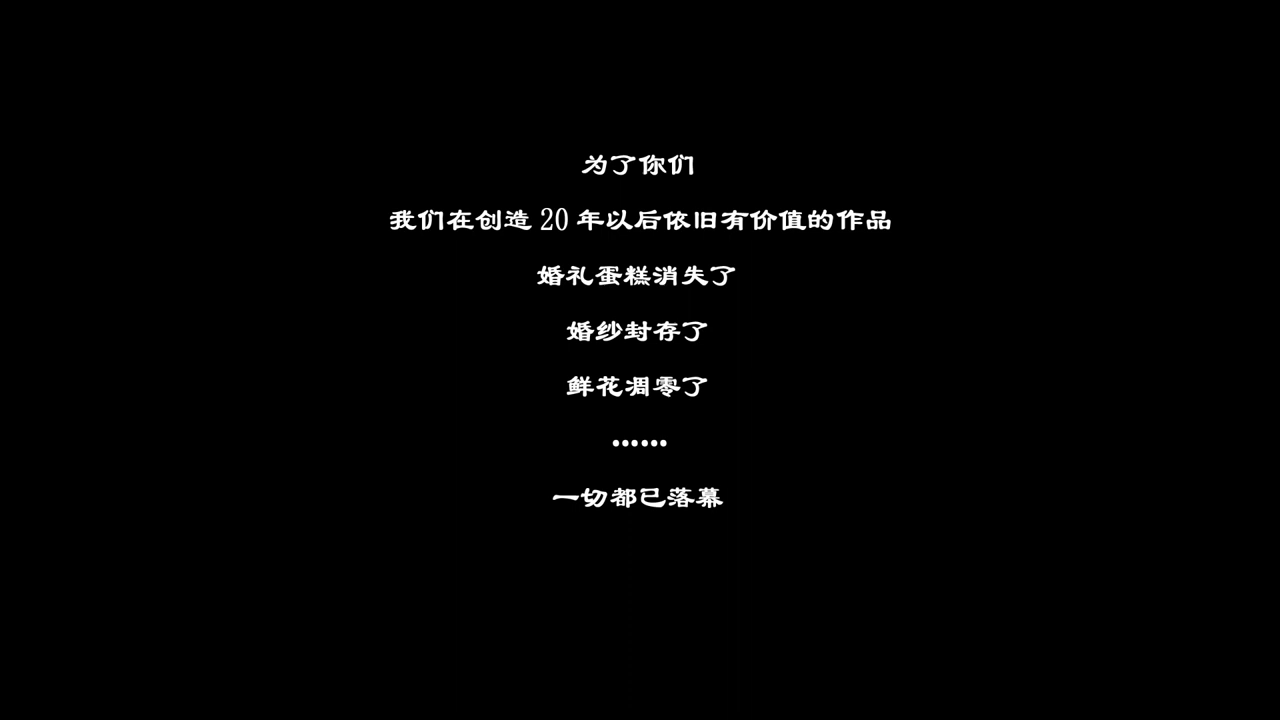 为了你们
我们在创造 20 年以后依旧有价值的作品
婚礼蛋糕消失了
婚纱封存了
鲜花凋零了
••••••
一切都已落幕